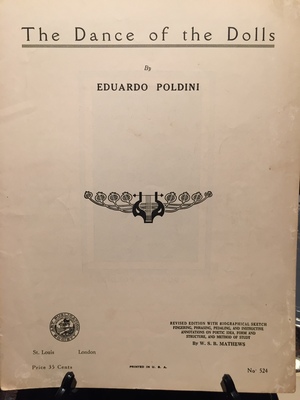 The Dance of the Dolls
By
EDUARDO POLDINI
REVISED EDITION WITH BIOGRAPHICAL SKETCH
FINGERING, PHRASING, PEDALING, AND INSTRUCTIVE
ANNOTATIONS ON POETIC IDEA, FORM AND
STRUCTURE, AND METHOD OF STUDY
By W. S. B. MATHEWS
St. Louis London
Price 35 Cents
PRINTED IN U. S. A.
No 524